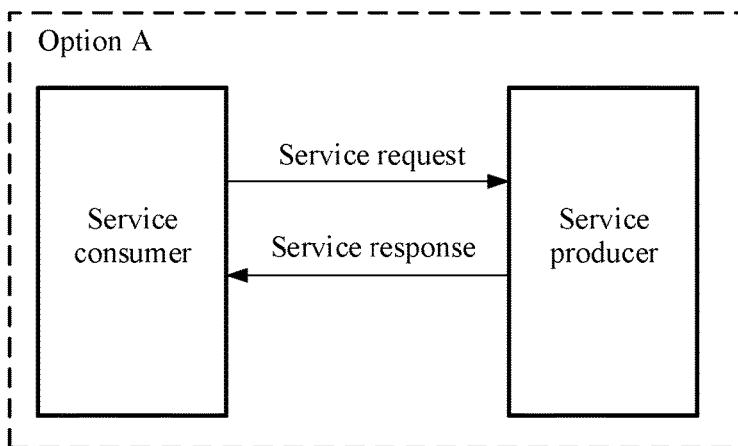 Option A
Service request
Service
consumer
Service response
Service
producer